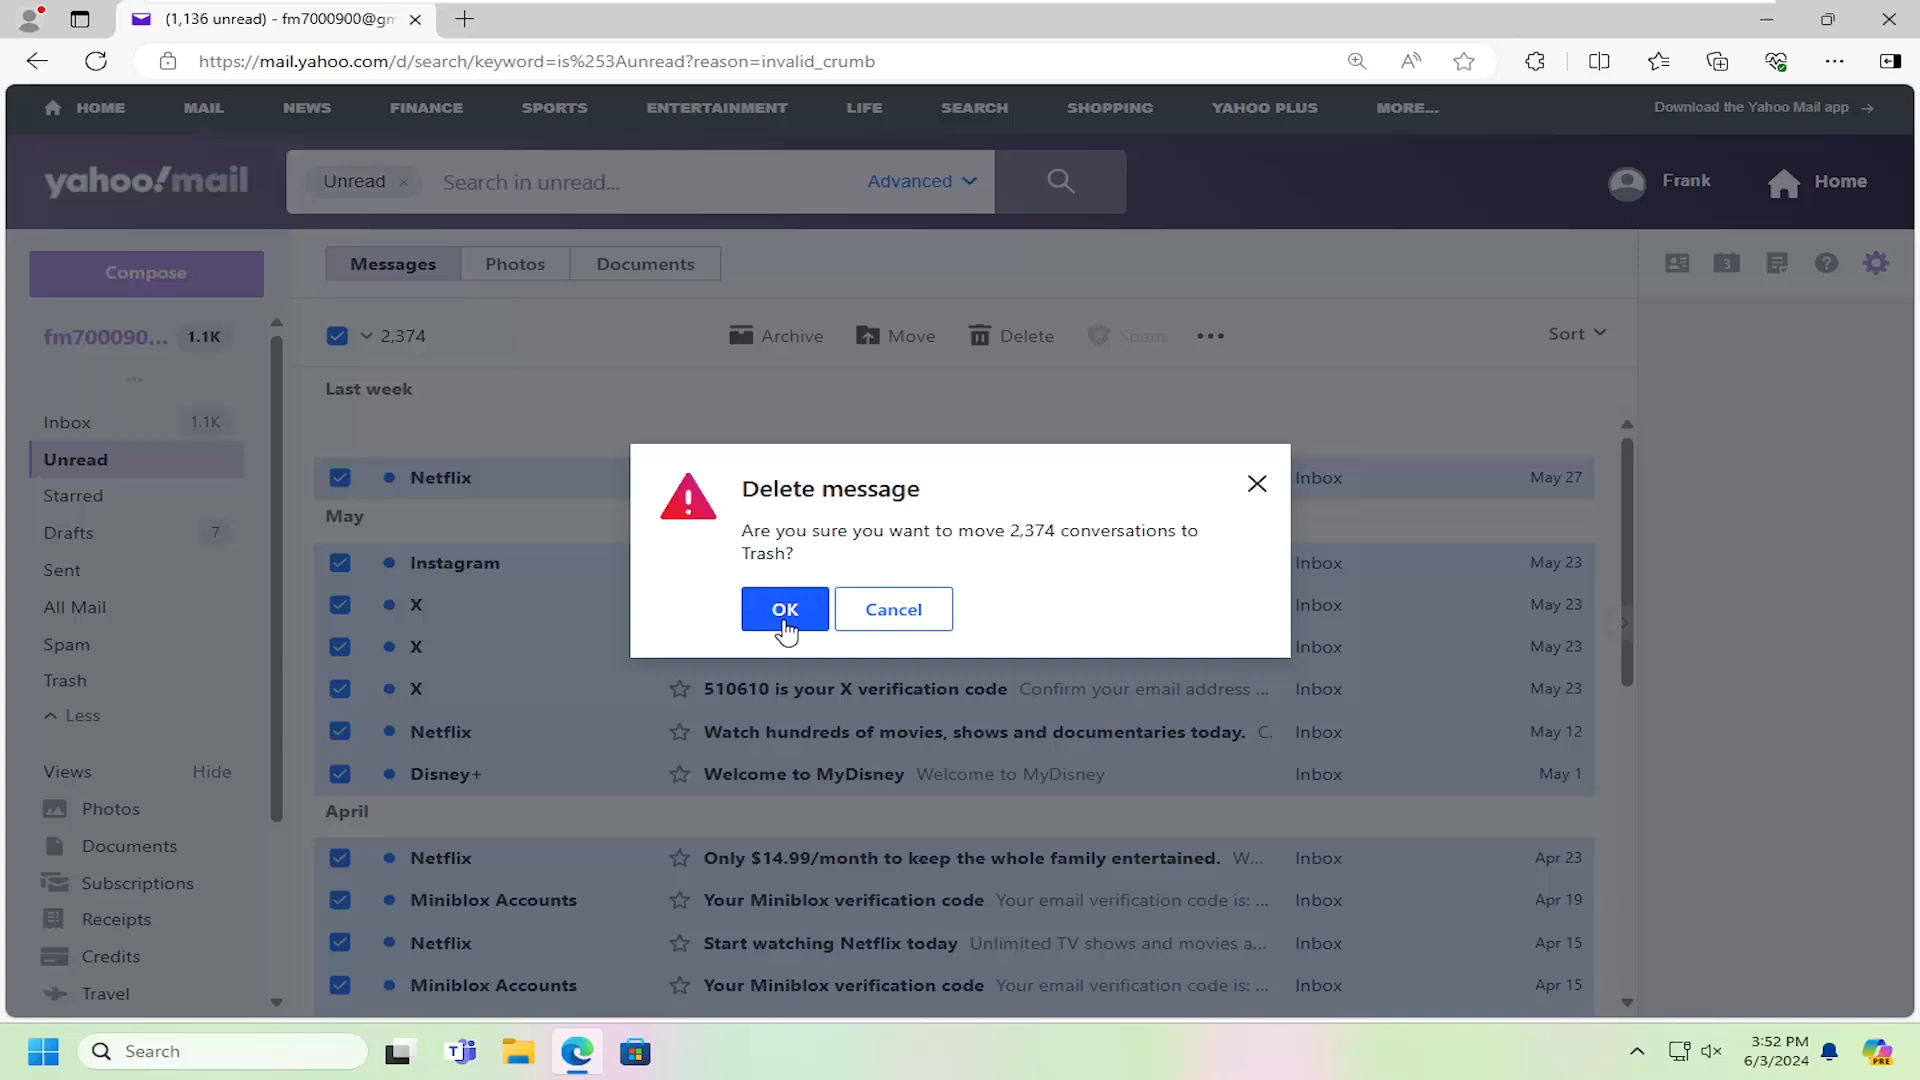 (1,136 unread) - fm7000900@gm
https://mail.yahoo.com/d/search/keyword=is%253Aunread?reason=invalid_crumb
HOME MAIL NEWS FINANCE SPORTS ENTERTAINMENT LIFE SEARCH SHOPPING YAHOO PLUS MORE... Download the Yahoo Mail app →
yahoo!mail
Unread × Search in unread... Advanced
Frank Home
Compose
Messages Photos Documents
3
fm700090... 1.1K
2,374 Archive Move Delete Spam Sort
...
Last week
Inbox 1.1K
Unread
Starred
Drafts 7
Sent
All Mail
Spam
Trash
Less
Views Hide
Photos
Documents
Subscriptions
Receipts
Credits
Travel
Netflix Inbox May 27
May
Instagram Inbox May 23
X Inbox May 23
X Inbox May 23
X 510610 is your X verification code Confirm your email address ... Inbox May 23
Netflix Watch hundreds of movies, shows and documentaries today. C. Inbox May 12
Disney+ Welcome to MyDisney Welcome to MyDisney Inbox May 1
April
Netflix Only $14.99/month to keep the whole family entertained. W... Inbox Apr 23
Miniblox Accounts Your Miniblox verification code Your email verification code is: ... Inbox Apr 19
Netflix Start watching Netflix today Unlimited TV shows and movies a... Inbox Apr 15
Miniblox Accounts Your Miniblox verification code Your email verification code is: ... Inbox Apr 15
Delete message
Are you sure you want to move 2,374 conversations to
Trash?
OK Cancel
Search
3:52 PM
6/3/2024
PRE